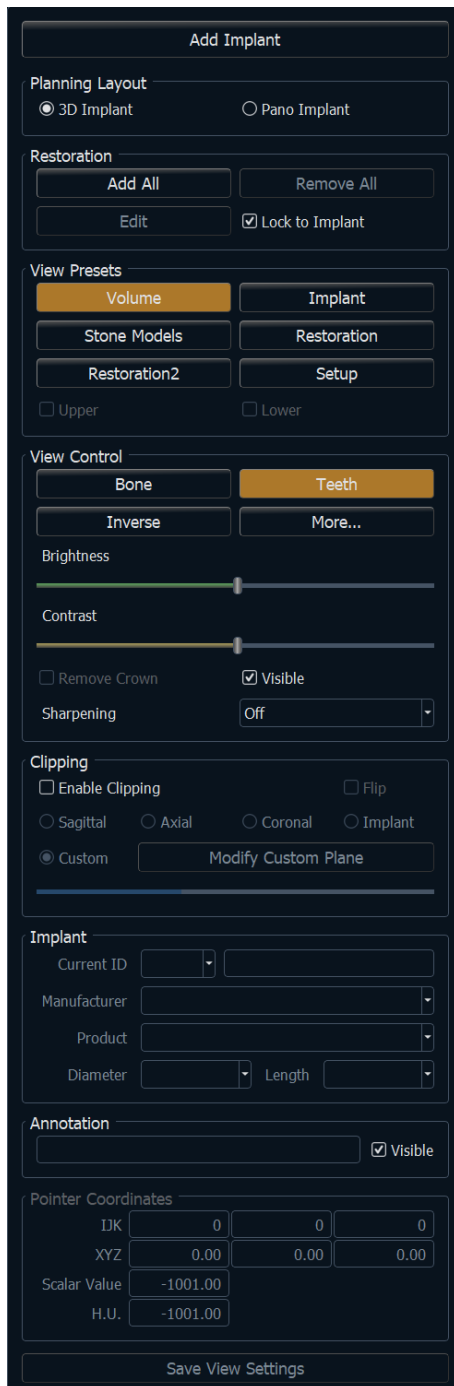 Add Implant
Planning Layout
3D Implant Pano Implant
Restoration
Add All Remove All
Edit Lock to Implant
View Presets
Volume Implant
Stone Models Restoration
Restoration2 Setup
Upper Lower
View Control
Bone Teeth
Inverse More...
Brightness
Contrast
Remove Crown Visible
Sharpening Off
Clipping
Enable Clipping Flip
Sagittal Axial Coronal Implant
Custom Modify Custom Plane
Implant
Current ID
Manufacturer
Product
Diameter Length
Annotation
Visible
Pointer Coordinates
IJK 0 0 0
XYZ 0.00 0.00 0.00
Scalar Value -1001.00
H.U. -1001.00
Save View Settings